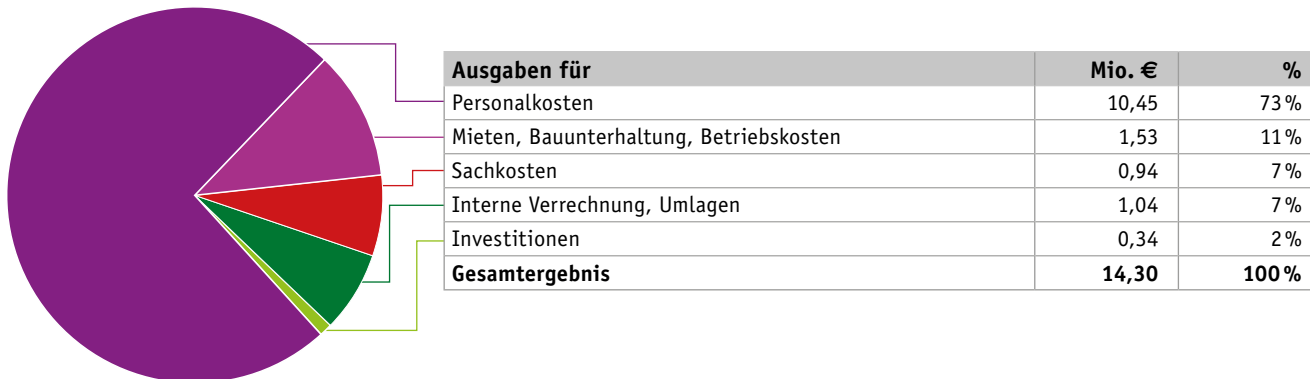 Ausgaben für Mio. € %
Personalkosten 10,45 73 %
Mieten, Bauunterhaltung, Betriebskosten 1,53 11 %
Sachkosten 0,94 7 %
Interne Verrechnung, Umlagen 1,04 7 %
Investitionen 0,34 2 %
Gesamtergebnis 14,30 100 %